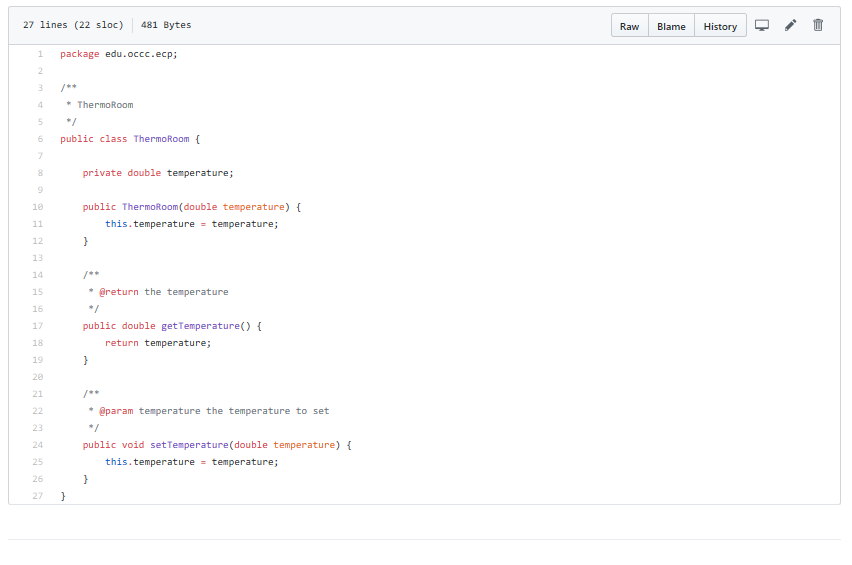 27 lines (22 sloc) 481 Bytes Raw Blame History
1 package edu.occc.ecp;
2
3 /**
4 * ThermoRoom
5 */
6 public class ThermoRoom {
7
8 private double temperature;
9
10 public ThermoRoom(double temperature) {
11 this.temperature = temperature;
12 }
13
14 /**
15 * @return the temperature
16 */
17 public double getTemperature() {
18 return temperature;
19 }
20
21 /**
22 * @param temperature the temperature to set
23 */
24 public void setTemperature(double temperature) {
25 this.temperature = temperature;
26 }
27 }